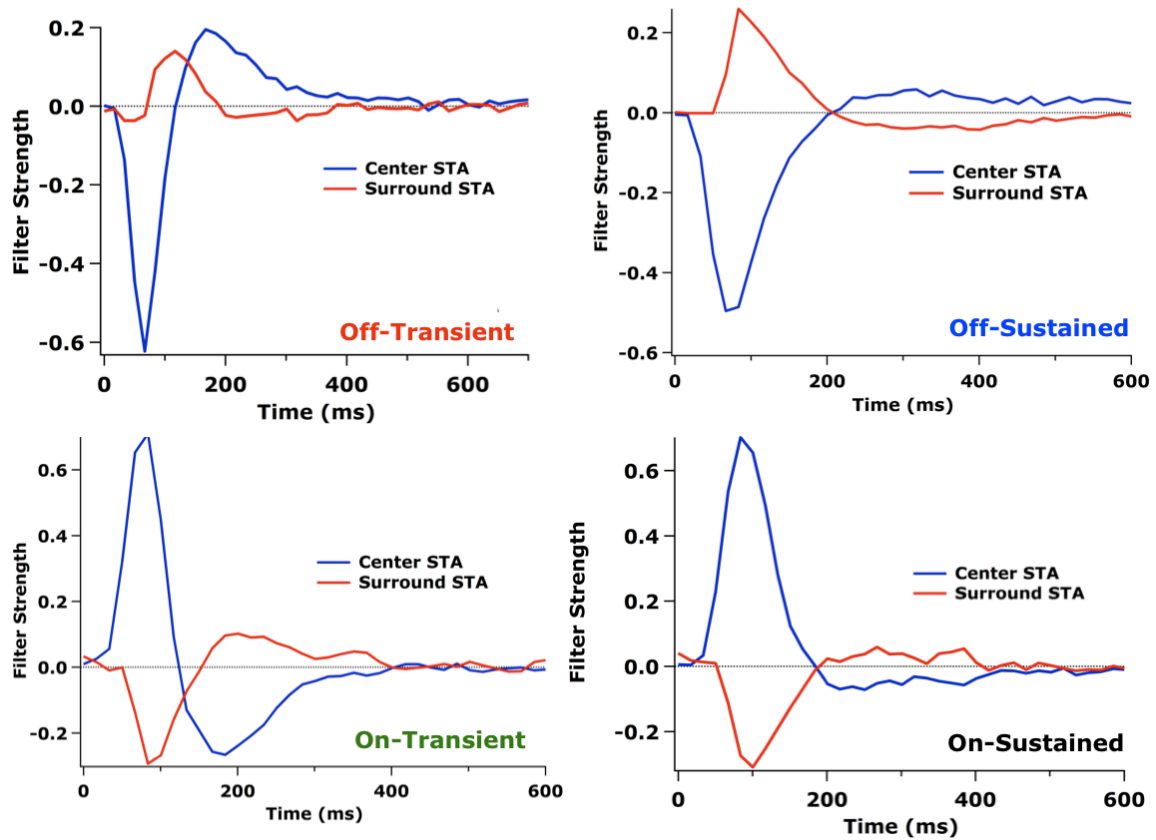 0.2
0.0
-0.2
-0.4
-0.6
Filter Strength
Center STA
Surround STA
Off-Transient
0 200 400 600
Time (ms)
0.2
0.0
-0.2
-0.4
-0.6
Filter Strength
Center STA
Surround STA
Off-Sustained
0 200 400 600
Time (ms)
0.6
0.4
0.2
0.0
-0.2
Filter Strength
Center STA
Surround STA
On-Transient
0 200 400 600
Time (ms)
0.6
0.4
0.2
0.0
-0.2
Filter Strength
Center STA
Surround STA
On-Sustained
0 200 400 600
Time (ms)